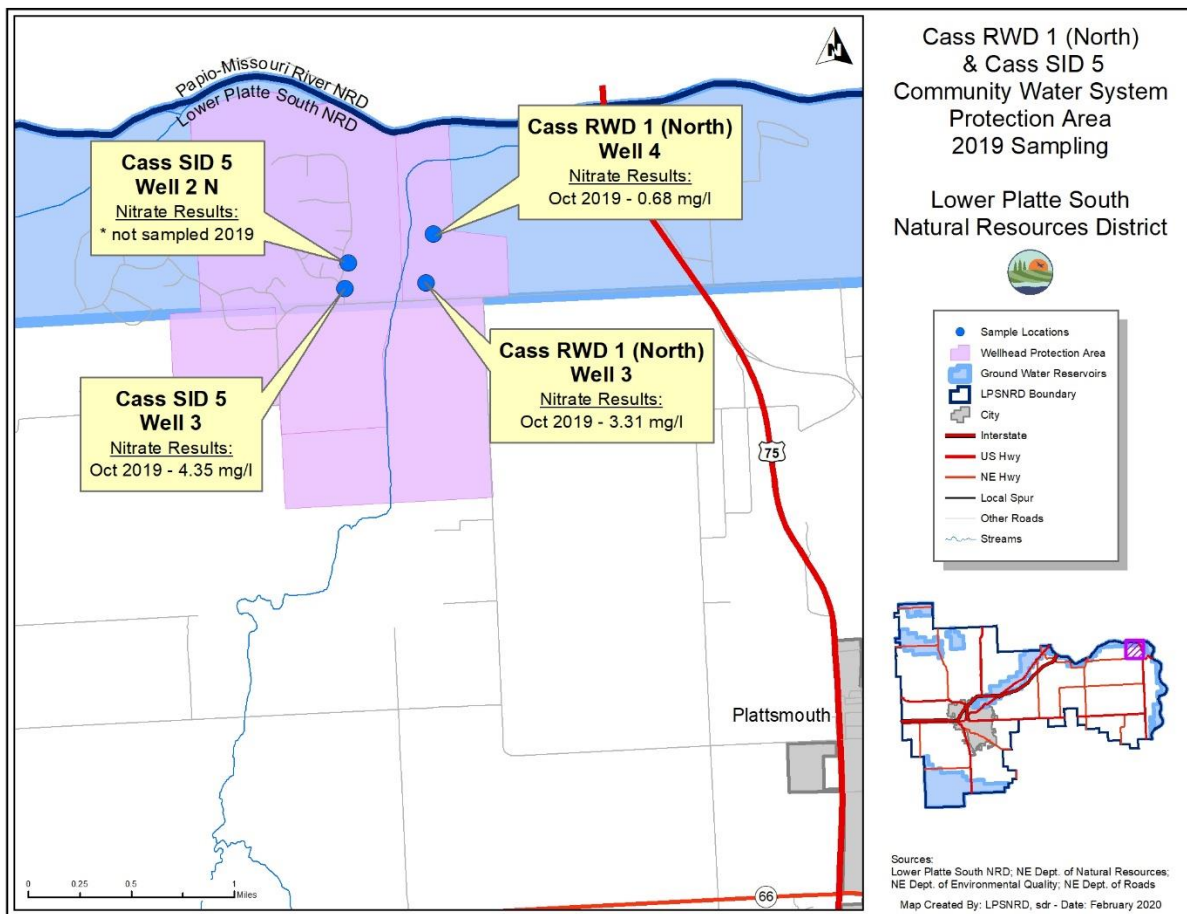 Papio-Missouri River NRD
Lower Platte South NRD
N
Cass SID 5
Well 2 N
Nitrate Results:
* not sampled 2019
Cass RWD 1 (North)
Well 4
Nitrate Results:
Oct 2019 - 0.68 mg/l
Cass SID 5
Well 3
Nitrate Results:
Oct 2019 - 4.35 mg/l
Cass RWD 1 (North)
Well 3
Nitrate Results:
Oct 2019 - 3.31 mg/l
75
Plattsmouth
66
0 0.25 0.5 1
Miles
Cass RWD 1 (North)
& Cass SID 5
Community Water System
Protection Area
2019 Sampling
Lower Platte South
Natural Resources District
Sample Locations
Wellhead Protection Area
Ground Water Reservoirs
LPSNRD Boundary
City
Interstate
US Hwy
NE Hwy
Local Spur
Other Roads
Streams
Sources:
Lower Platte South NRD; NE Dept. of Natural Resources;
NE Dept. of Environmental Quality; NE Dept. of Roads
Map Created By: LPSNRD, sdr - Date: February 2020